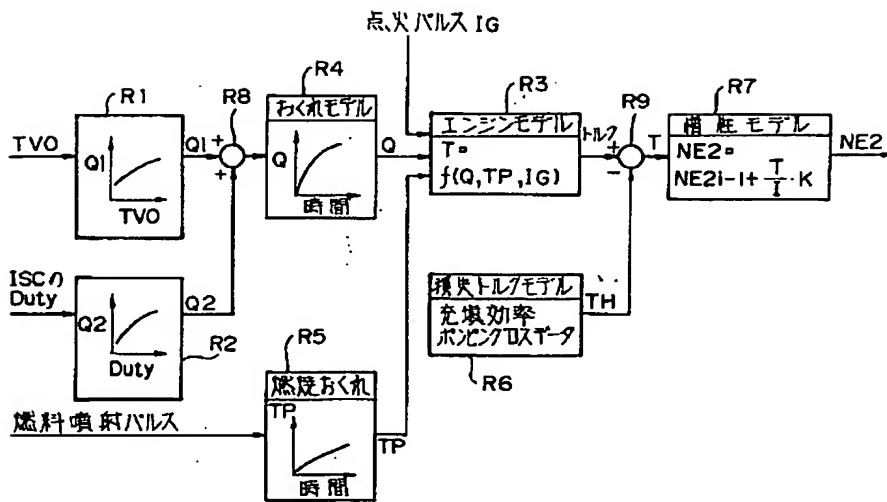 点火パルス IG
R1
R8
R4
R3
R9
R7
TVO
Q1
TVO
Q1
+
+
おくれモデル
Q
時間
Q
エンジンモデル
T=
f(Q,TP,IG)
トルク
+
-
T
慣性モデル
NE2=
NE2i-1+T/I・K
NE2
ISCの
Duty
Q2
Duty
Q2
R2
損失トルクモデル
充填効率
ポンピングロスデータ
TH
R6
R5
燃焼おくれ
TP
時間
TP
燃料噴射パルス